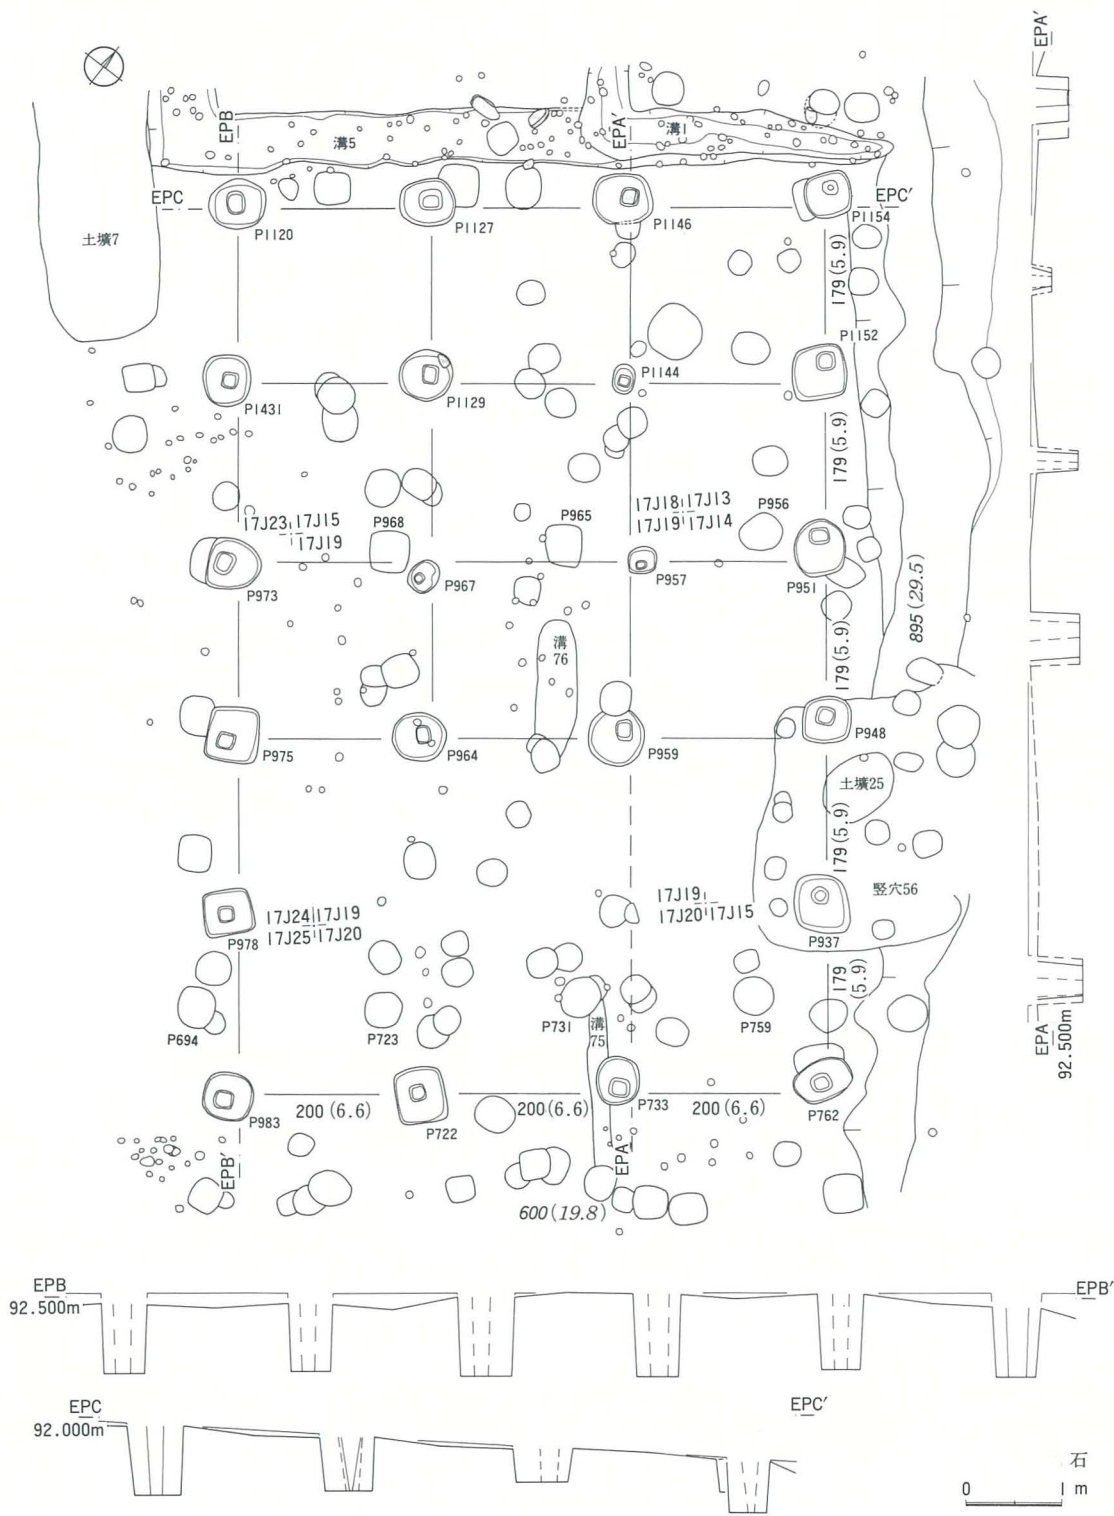 EPA′
EPB
溝5
EPA′
溝1
EPC
EPC′
P1120
P1127
P1146
P1154
土壙7
179(5.9)
P1152
P1144
P1431
P1129
179(5.9)
17J23 17J15
17J19
P968
P965
17J18 17J13
17J19 17J14
P956
P973
P967
P957
P951
895(29.5)
溝
76
179(5.9)
P975
P964
P959
P948
土壙25
179(5.9)
竪穴56
17J24 17J19
17J25 17J20
17J19
17J20 17J15
P978
P937
179
(5.9)
P694
P723
P731
溝
75
P759
EPA
92.500m
P983
200(6.6)
P722
200(6.6)
P733
200(6.6)
P762
EPB′
EPA
600(19.8)
EPB
92.500m
EPB′
EPC
92.000m
EPC′
石
0 1 m